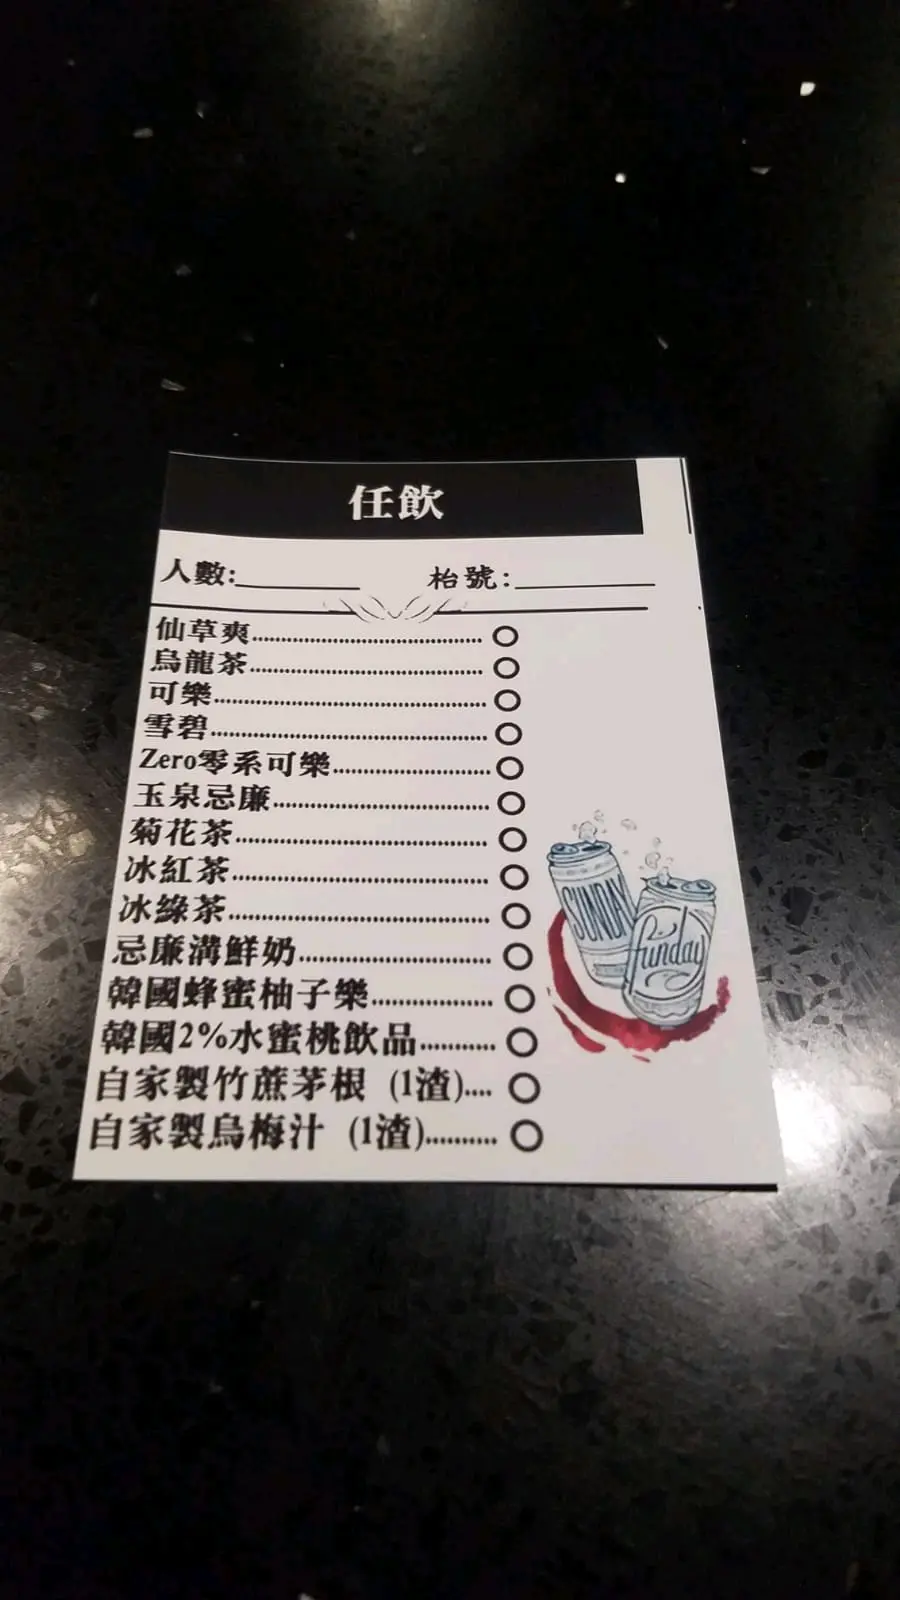 任飲
人數:________ 枱號:__________
仙草爽
烏龍茶
可樂
雪碧
Zero零系可樂
玉泉忌廉
菊花茶
冰紅茶
冰綠茶
忌廉溝鮮奶
韓國蜂蜜柚子樂
韓國2%水蜜桃飲品
自家製竹蔗茅根 (1渣)
自家製烏梅汁 (1渣)
SUNDAY
funday